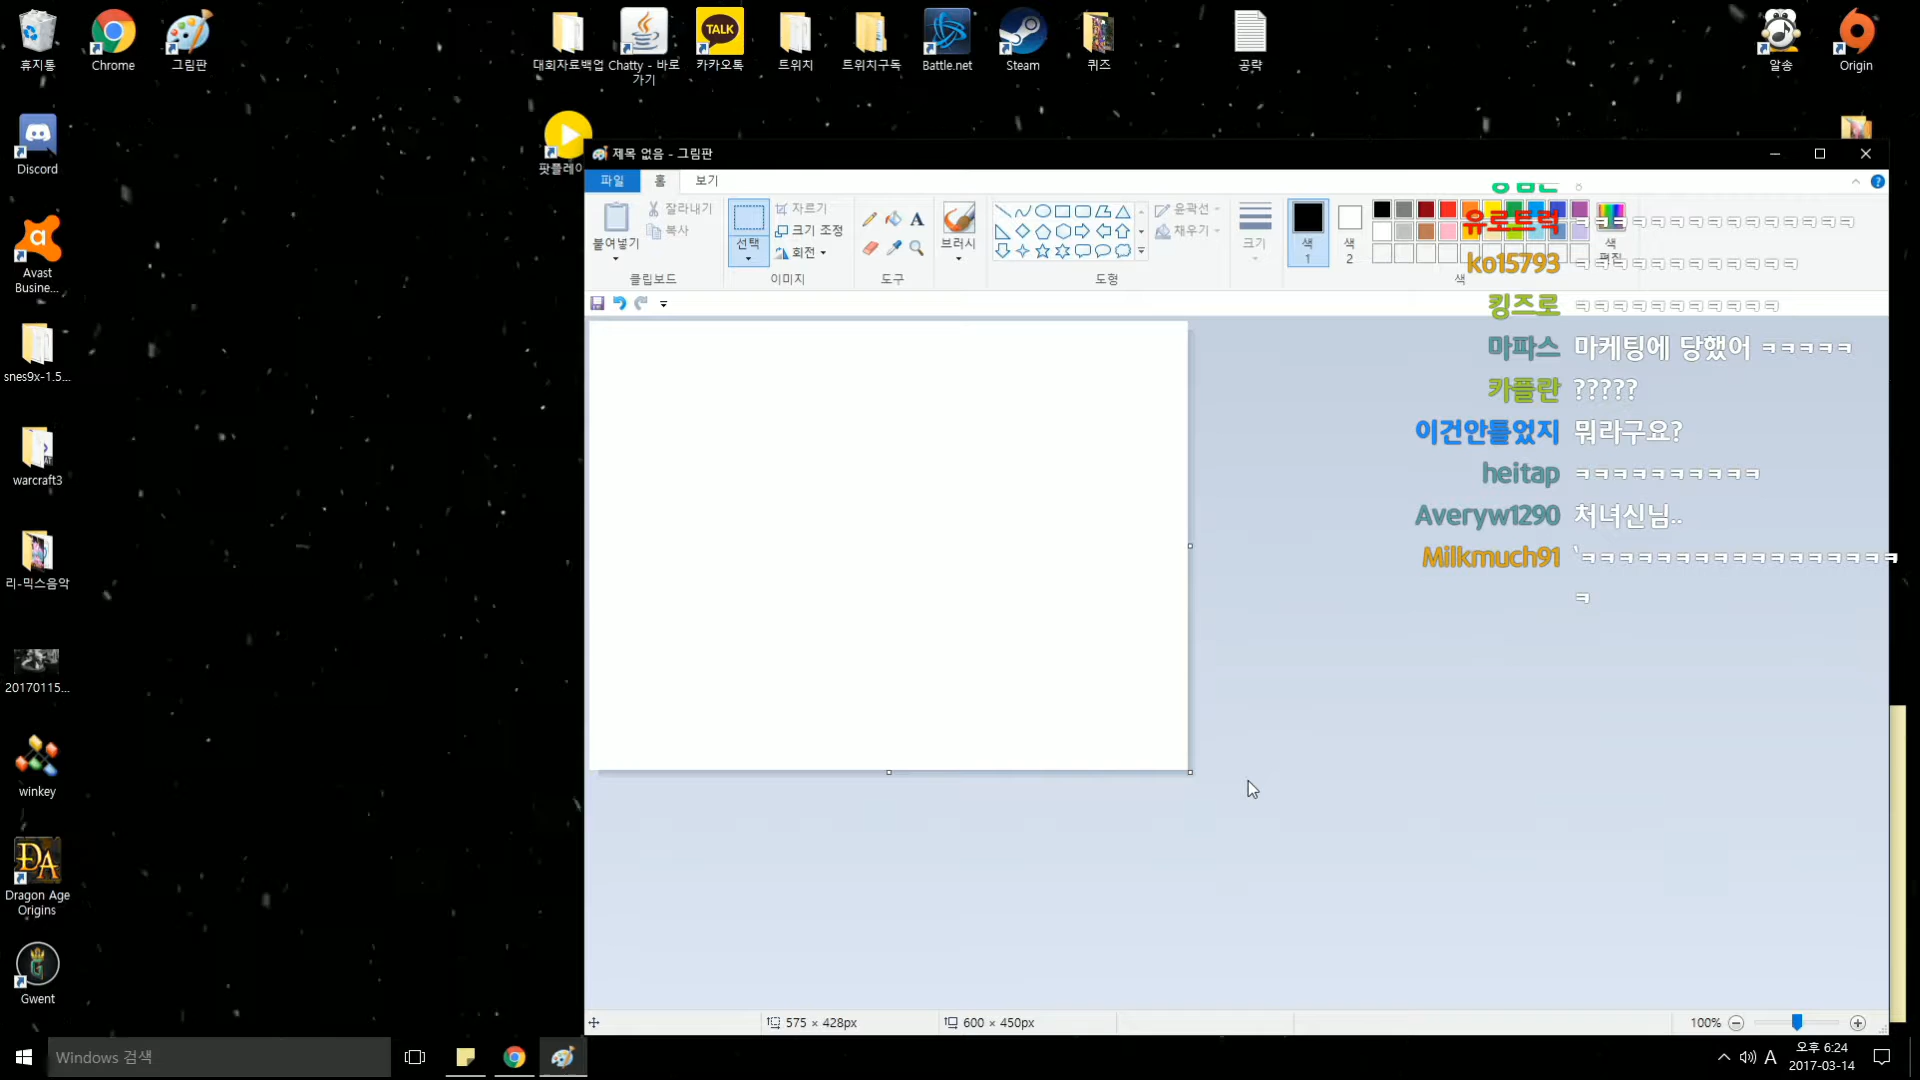 휴지통
Chrome
그림판
대회자료백업
Chatty - 바로
가기
TALK
카카오톡
트위치
트위치구독
Battle.net
Steam
퀴즈
공략
알송
Origin
Discord
팟플레이
제목 없음 - 그림판
파일
홈
보기
붙여넣기
잘라내기
복사
클립보드
선택
자르기
크기 조정
회전
이미지
A
도구
브러시
도형
윤곽선
채우기
크기
색
1
색
2
색
편집
색
유로트럭 ㅋㅋㅋㅋㅋㅋㅋㅋㅋㅋㅋㅋㅋㅋㅋ
ko15793 ㅋㅋㅋㅋㅋㅋㅋㅋㅋㅋㅋㅋ
킹즈로 ㅋㅋㅋㅋㅋㅋㅋㅋㅋㅋㅋ
마파스 마케팅에 당했어 ㅋㅋㅋㅋㅋ
카플란 ?????
이건안틀었지 뭐라구요?
heitap ㅋㅋㅋㅋㅋㅋㅋㅋㅋㅋ
Averyw1290 처녀신님..
Milkmuch91 `ㅋㅋㅋㅋㅋㅋㅋㅋㅋㅋㅋㅋㅋㅋㅋㅋㅋ
ㅋ
Avast
Busine...
snes9x-1.5...
warcraft3
리-믹스음악
20170115...
winkey
DA
Dragon Age
Origins
Gwent
575 × 428px
600 × 450px
100%
Windows 검색
A
오후 6:24
2017-03-14